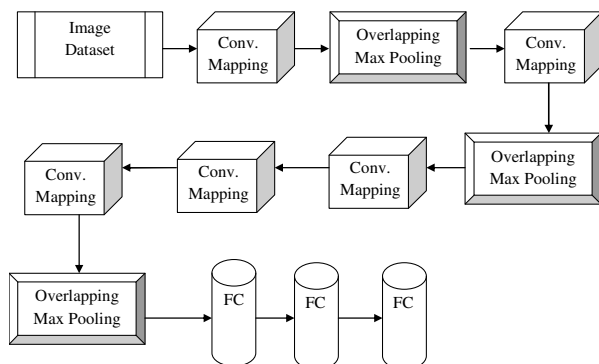 Image
Dataset
Conv.
Mapping
Overlapping
Max Pooling
Conv.
Mapping
Overlapping
Max Pooling
Conv.
Mapping
Conv.
Mapping
Conv.
Mapping
Overlapping
Max Pooling
FC
FC
FC